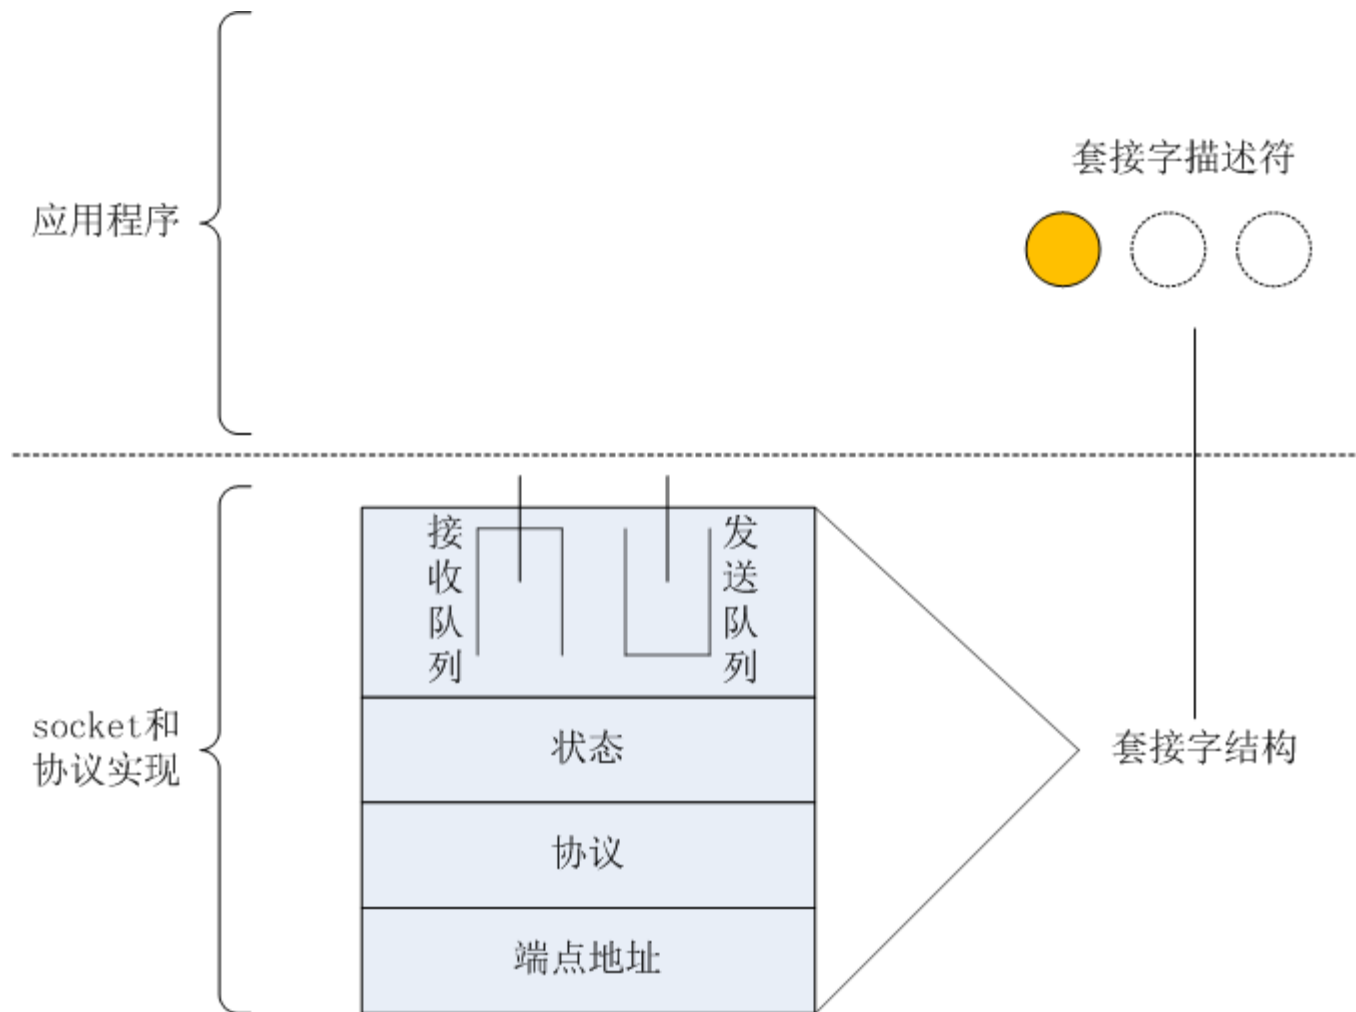 套接字描述符
应用程序
接收队列
发送队列
状态
socket和
协议实现
套接字结构
协议
端点地址